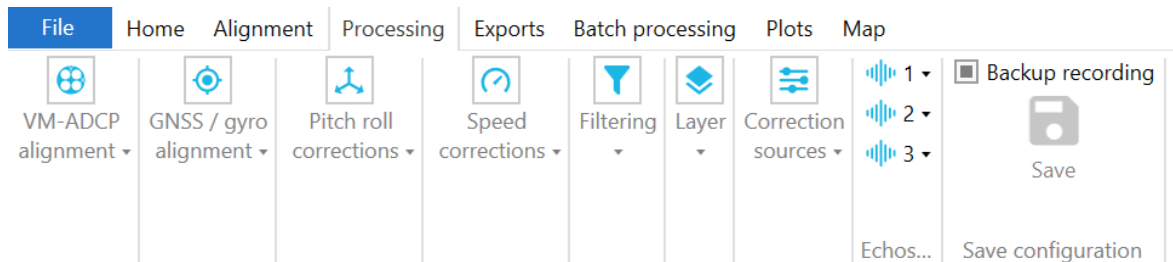 File Home Alignment Processing Exports Batch processing Plots Map
VM-ADCP
alignment
GNSS / gyro
alignment
Pitch roll
corrections
Speed
corrections
Filtering
Layer
Correction
sources
1
2
3
Echos...
Backup recording
Save
Save configuration